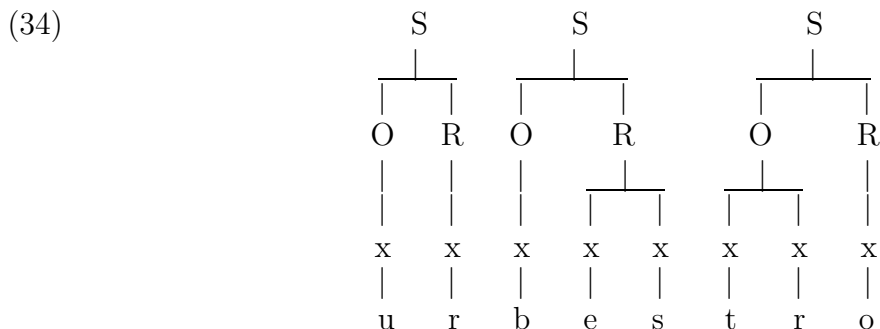 (34) S S S
O R O R O R
x x x x x x x x
u r b e s t r o